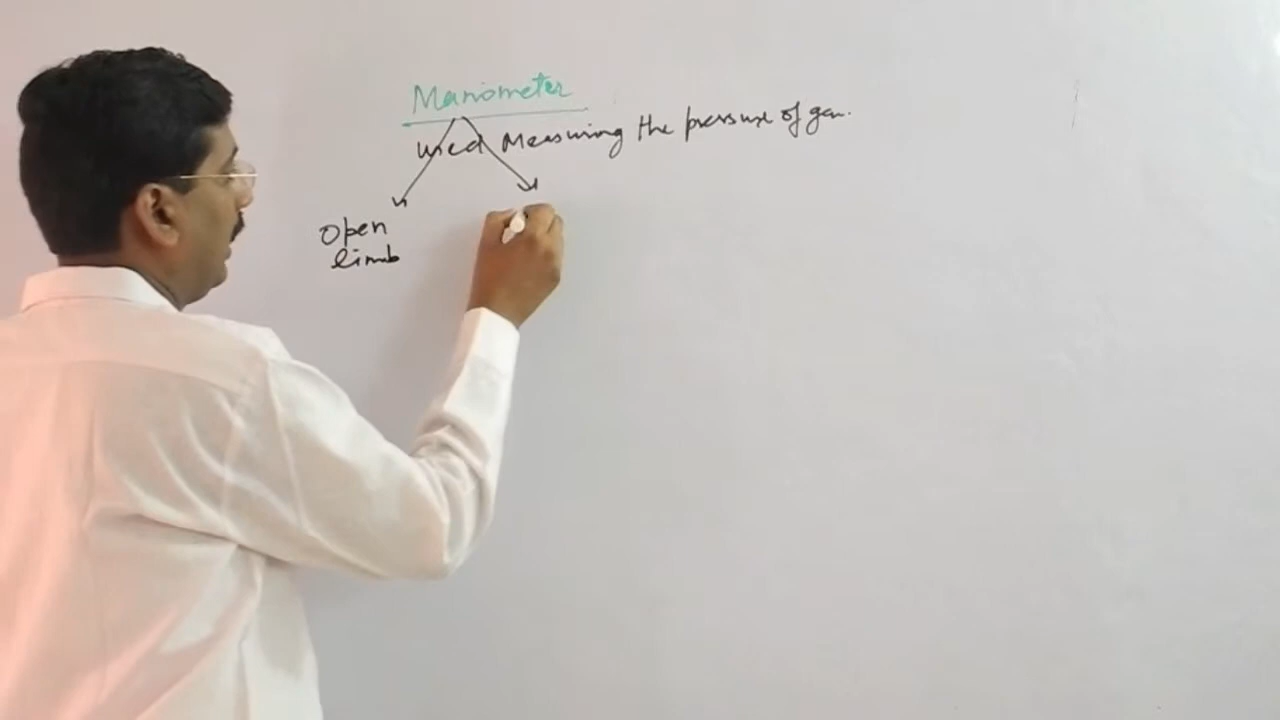 Manometer
used Measuring the pressure of gas.
Open
limb